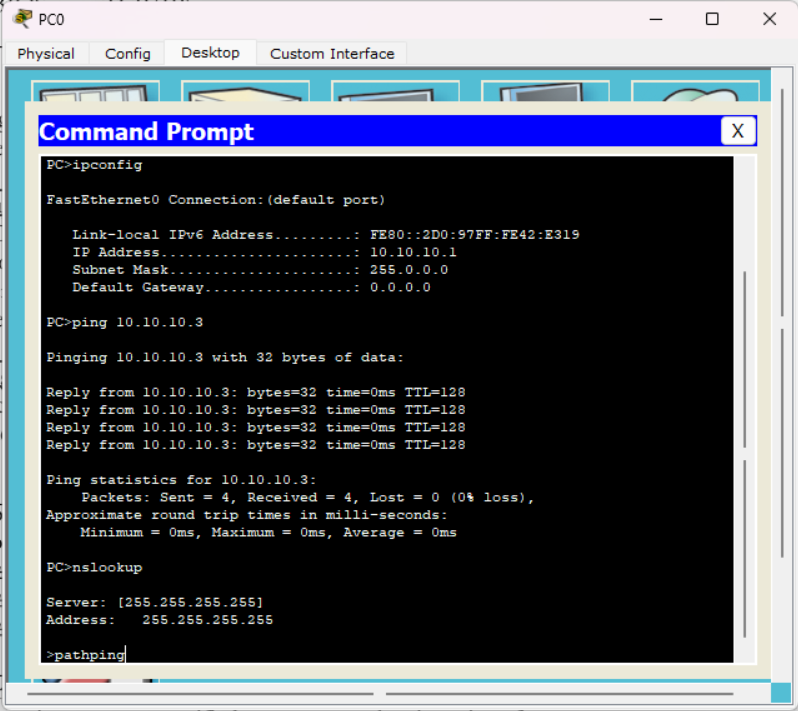 PC0
Physical Config Desktop Custom Interface
Command Prompt X
PC>ipconfig
FastEthernet0 Connection:(default port)
Link-local IPv6 Address.........: FE80::2D0:97FF:FE42:E319
IP Address......................: 10.10.10.1
Subnet Mask.....................: 255.0.0.0
Default Gateway.................: 0.0.0.0
PC>ping 10.10.10.3
Pinging 10.10.10.3 with 32 bytes of data:
Reply from 10.10.10.3: bytes=32 time=0ms TTL=128
Reply from 10.10.10.3: bytes=32 time=0ms TTL=128
Reply from 10.10.10.3: bytes=32 time=0ms TTL=128
Reply from 10.10.10.3: bytes=32 time=0ms TTL=128
Ping statistics for 10.10.10.3:
Packets: Sent = 4, Received = 4, Lost = 0 (0% loss),
Approximate round trip times in milli-seconds:
Minimum = 0ms, Maximum = 0ms, Average = 0ms
PC>nslookup
Server: [255.255.255.255]
Address: 255.255.255.255
>pathping